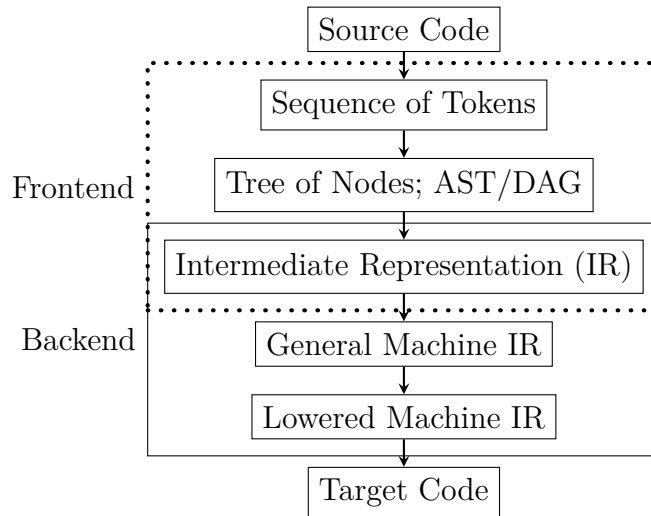 Source Code
Sequence of Tokens
Frontend
Tree of Nodes; AST/DAG
Intermediate Representation (IR)
Backend
General Machine IR
Lowered Machine IR
Target Code